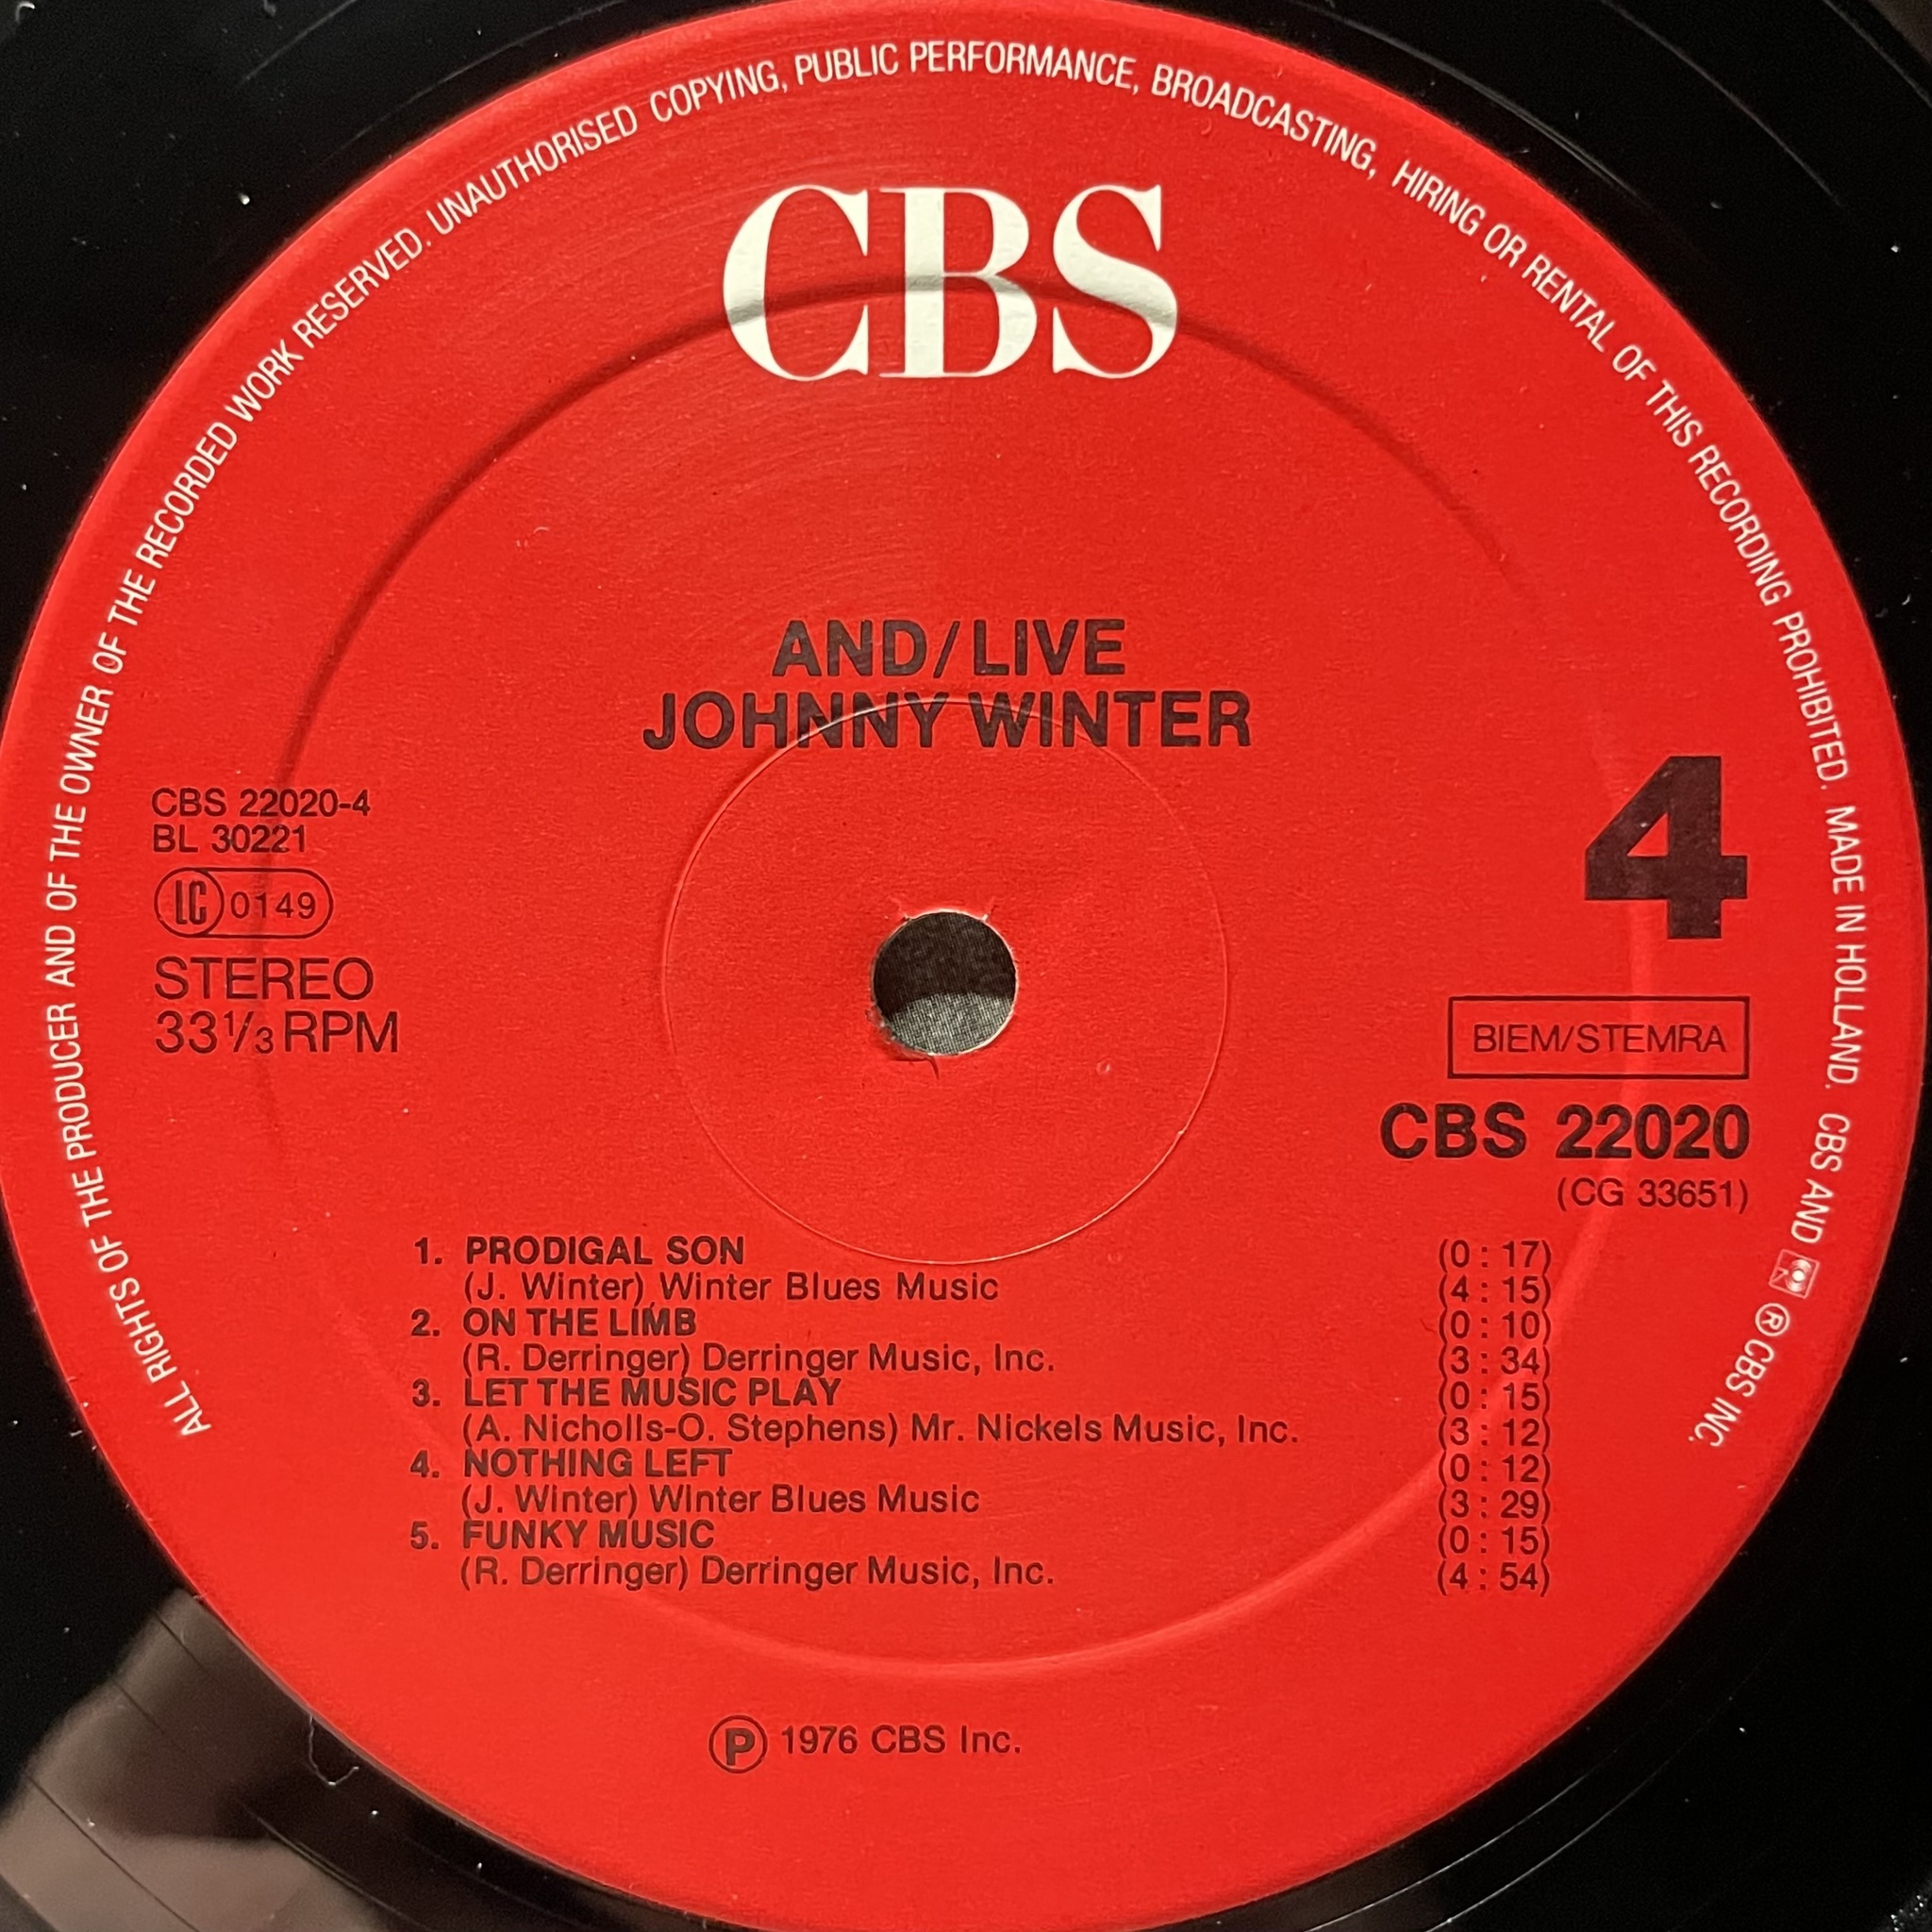 ALL RIGHTS OF THE PRODUCER AND OF THE OWNER OF THE RECORDED WORK RESERVED. UNAUTHORISED COPYING, PUBLIC PERFORMANCE, BROADCASTING, HIRING OR RENTAL OF THIS RECORDING PROHIBITED. MADE IN HOLLAND. CBS AND ® CBS INC.
CBS
AND/LIVE
JOHNNY WINTER
CBS 22020-4
BL 30221
LC 0149
STEREO
33 1/3 RPM
4
BIEM/STEMRA
CBS 22020
(CG 33651)
1. PRODIGAL SON (0 : 17)
(J. Winter) Winter Blues Music (4 : 15)
2. ON THE LIMB (0 : 10)
(R. Derringer) Derringer Music, Inc. (3 : 34)
3. LET THE MUSIC PLAY (0 : 15)
(A. Nicholls-O. Stephens) Mr. Nickels Music, Inc. (3 : 12)
4. NOTHING LEFT (0 : 12)
(J. Winter) Winter Blues Music (3 : 29)
5. FUNKY MUSIC (0 : 15)
(R. Derringer) Derringer Music, Inc. (4 : 54)
℗ 1976 CBS Inc.